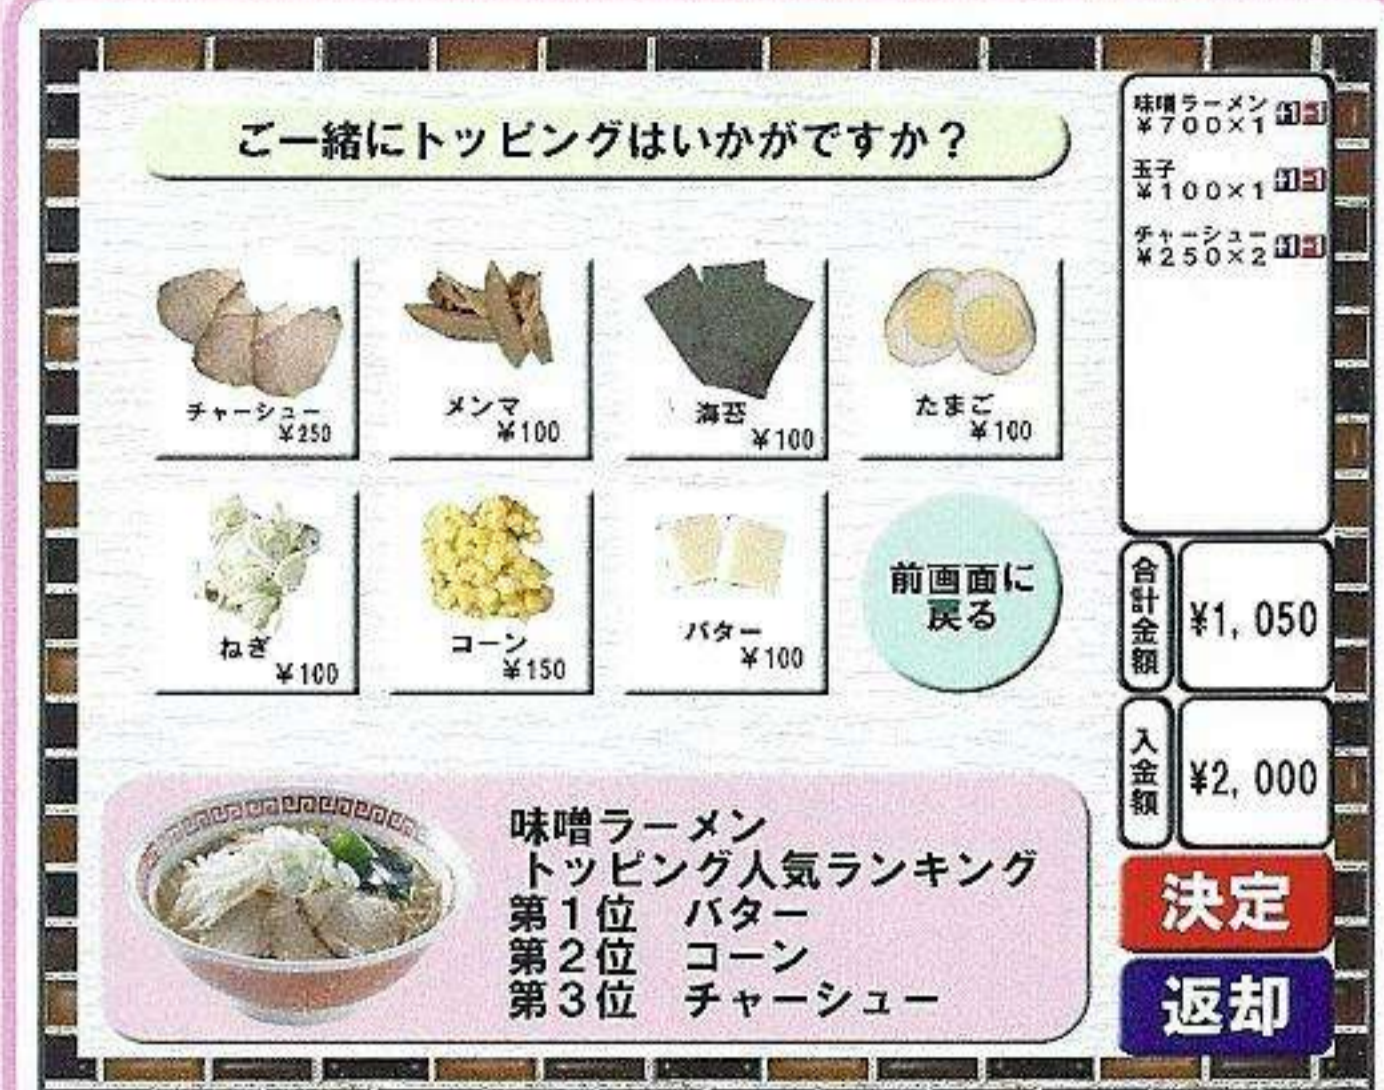 ご一緒にトッピングはいかがですか?
チャーシュー
¥250
メンマ
¥100
海苔
¥100
たまご
¥100
ねぎ
¥100
コーン
¥150
バター
¥100
前画面に
戻る
味噌ラーメン
トッピング人気ランキング
第1位 バター
第2位 コーン
第3位 チャーシュー
味噌ラーメン
¥700×1
玉子
¥100×1
チャーシュー
¥250×2
合計金額
¥1,050
入金額
¥2,000
決定
返却